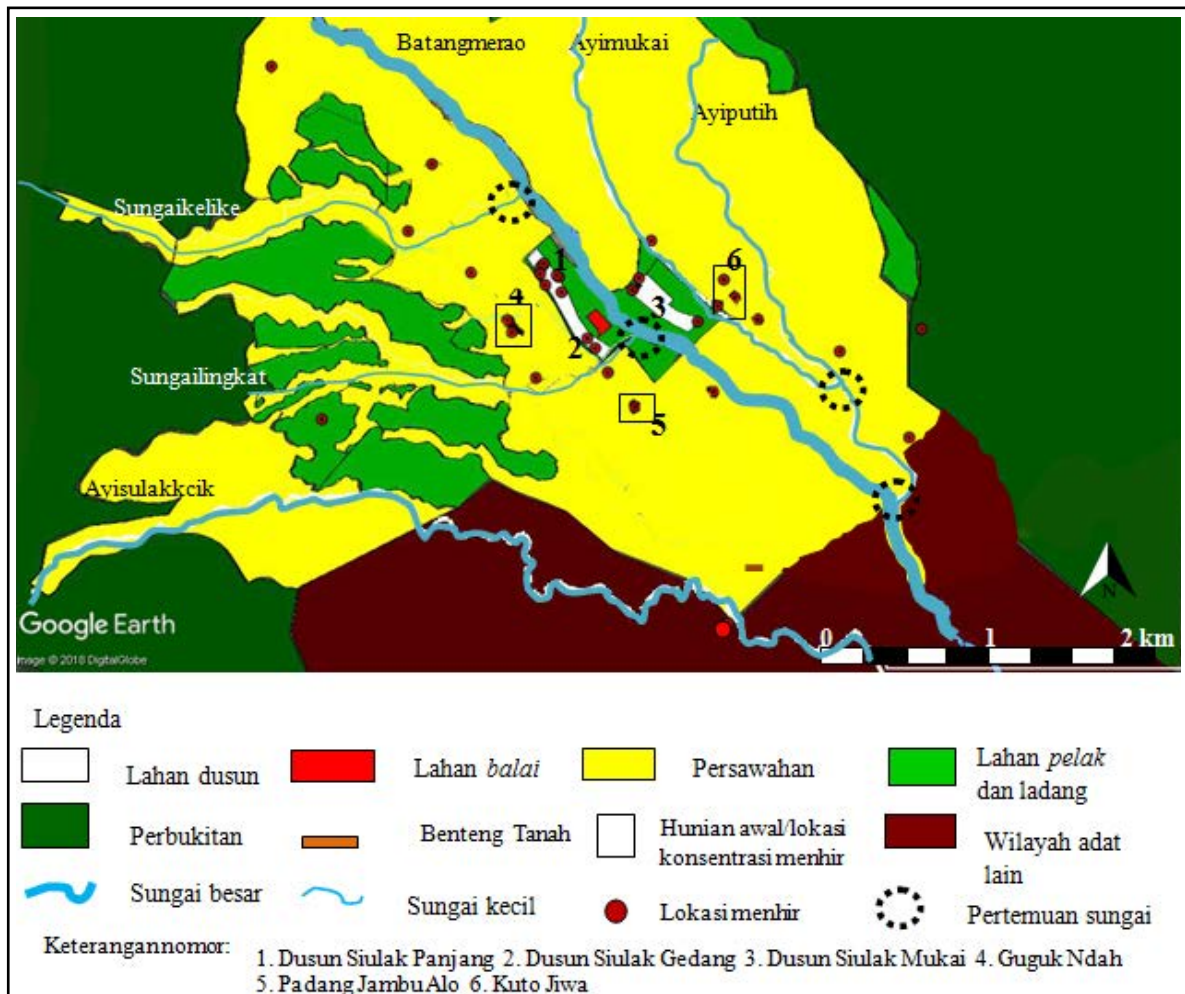 Batangmerao Ayimukai
Ayiputih
Sungaikelike
1
6
4
3
2
Sungailingkat
5
Ayisulakkcik
N
Google Earth
0 1 2 km
Image © 2018 DigitalGlobe
Legenda
Lahan dusun
Lahan balai
Persawahan
Lahan pelak
dan ladang
Perbukitan
Benteng Tanah
Hunian awal/lokasi
konsentrasi menhir
Wilayah adat
lain
Sungai besar
Sungai kecil
Lokasi menhir
Pertemuan sungai
Keterangan nomor:
1. Dusun Siulak Panjang 2. Dusun Siulak Gedang 3. Dusun Siulak Mukai 4. Guguk Ndah
5. Padang Jambu Alo 6. Kuto Jiwa